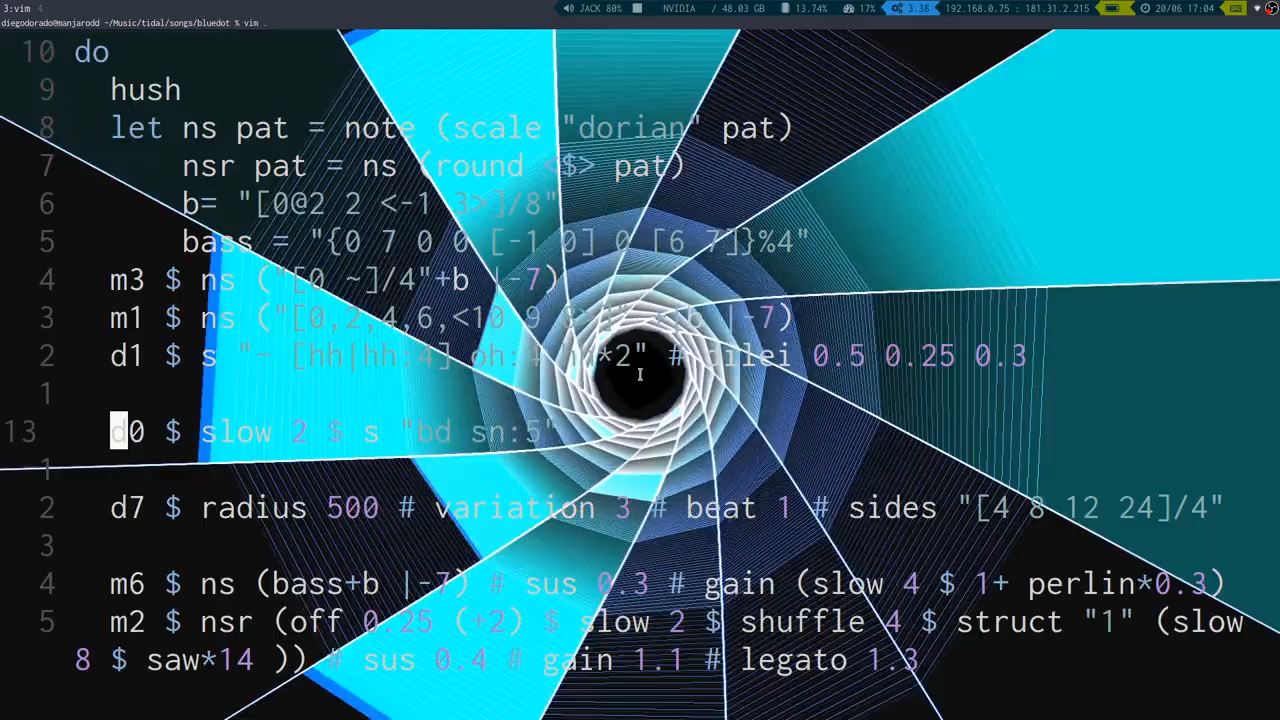 3:vim 4 JACK 80% NVIDIA / 48.03 GB 13.74% 17% 3.38 192.168.0.75 | 181.31.2.215 20/06 17:04
diegodorado@manjarodd ~/Music/tidal/songs/bluedot % vim .
10 do
9 hush
8 let ns pat = note (scale "dorian" pat)
7 nsr pat = ns (round <$> pat)
6 b= "[0@2 2 <-1 3>]/8"
5 bass = "{0 7 0 0 [-1 0] 0 [6 7]}%4"
4 m3 $ ns ("[0 ~]/4"+b |-7)
3 m1 $ ns ("[0,2,4,6,<10 9 |-7)
2 d1 $ s "~ [hh|hh:4] *2" # 0.5 0.25 0.3
1
13 d0 $ slow 2 $ s "bd sn:5"
1
2 d7 $ radius 500 # variation 3 # beat 1 # sides "[4 8 12 24]/4"
3
4 m6 $ ns (bass+b |-7) # sus 0.3 # gain (slow 4 $ 1+ perlin*0.3)
5 m2 $ nsr (off 0.25 (+2) $ slow 2 $ shuffle 4 $ struct "1" (slow
8 $ saw*14 )) # sus 0.4 # gain 1.1 # legato 1.3